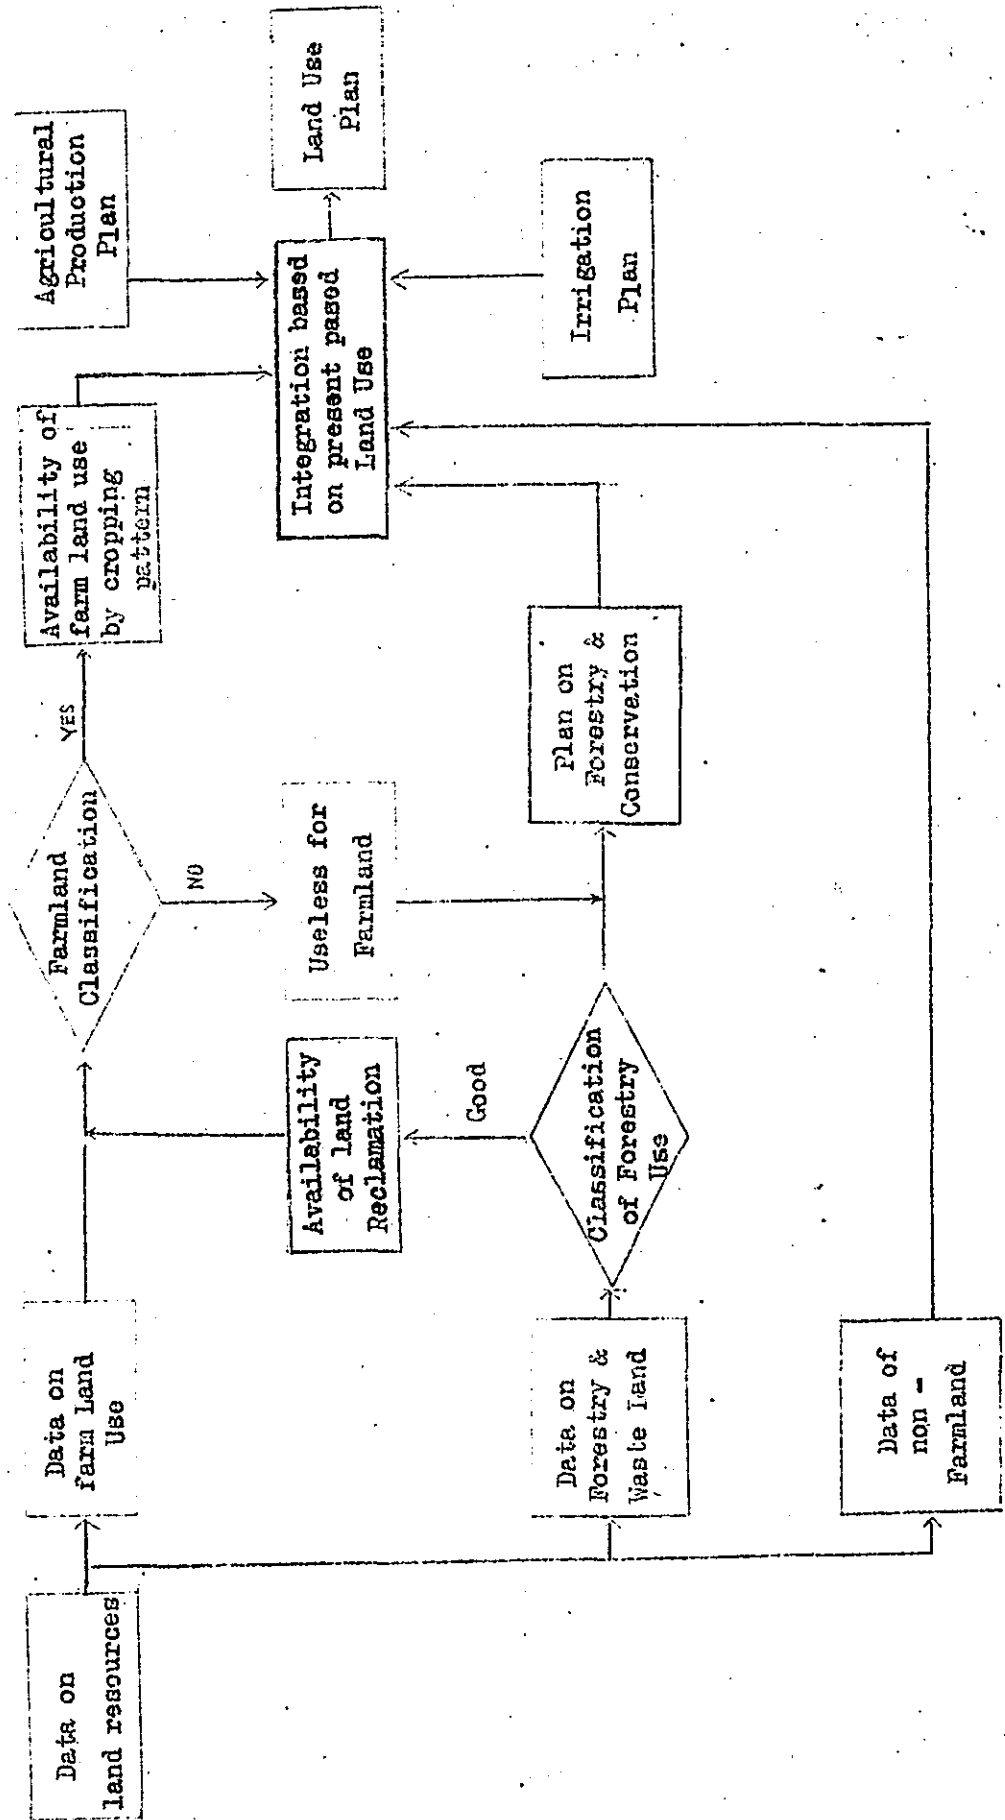 Data on
land resources
Data on
farm Land
Use
Farmland
Classification
YES
Availability of
farm land use
by cropping
pattern
Agricultural
Production
Plan
NO
Availability
of land
Reclamation
Useless for
Farmland
Integration based
on present pased
Land Use
Land Use
Plan
Good
Data on
Forestry &
Waste Land
Classification
of Forestry
Use
Plan on
Forestry &
Conservation
Irrigation
Plan
Data of
non -
Farmland